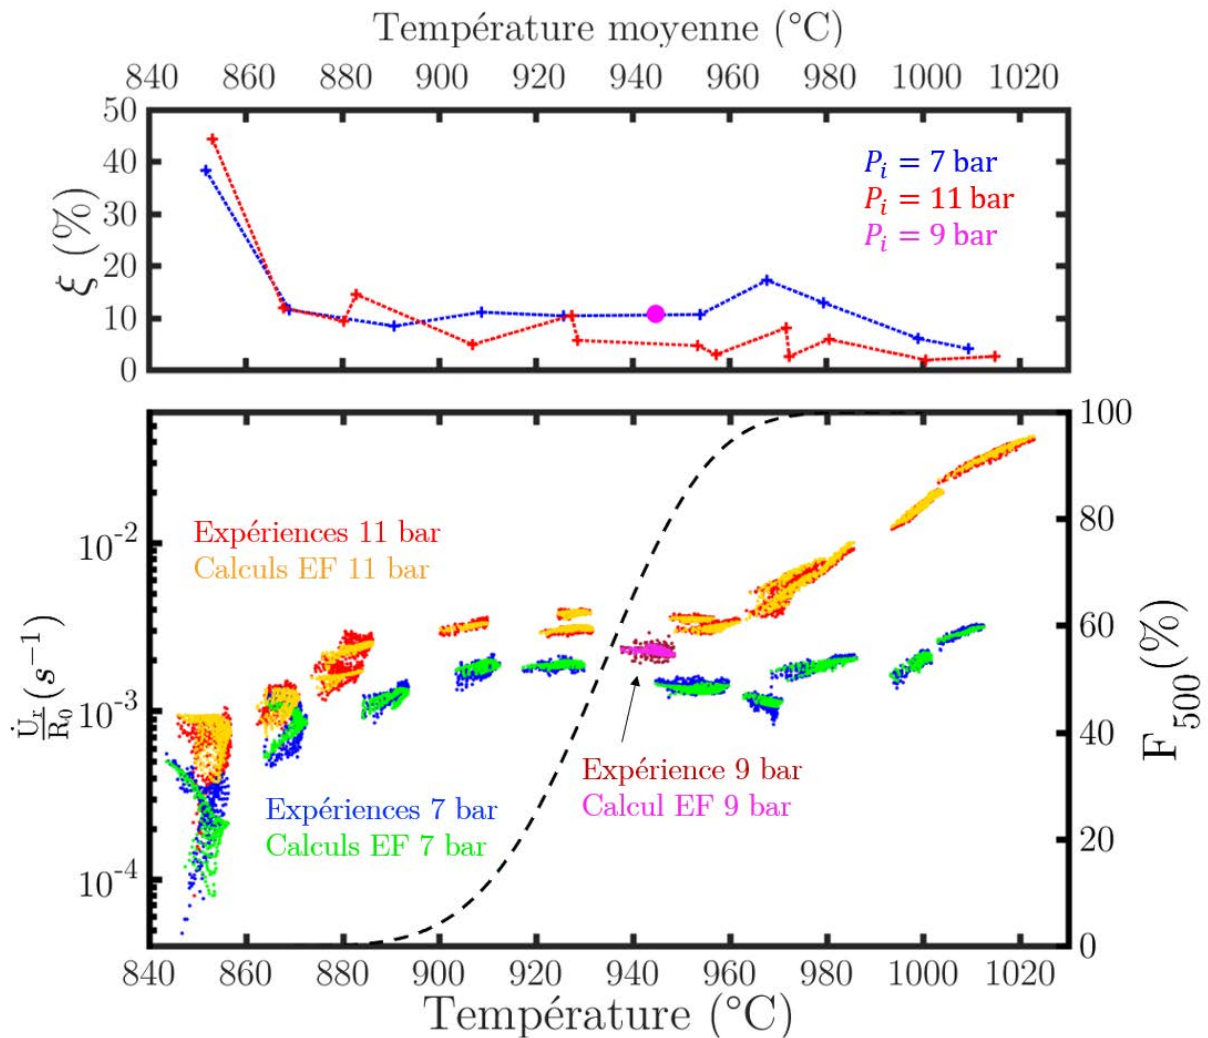 Température moyenne (°C)
840 860 880 900 920 940 960 980 1000 1020
50
40
30
20
10
0
ξ (%)
P_i = 7 bar
P_i = 11 bar
P_i = 9 bar
100
80
60
40
20
0
F_500 (%)
10^-2
10^-3
10^-4
U̇_r/R_0 (s^-1)
Expériences 11 bar
Calculs EF 11 bar
Expérience 9 bar
Calcul EF 9 bar
Expériences 7 bar
Calculs EF 7 bar
840 860 880 900 920 940 960 980 1000 1020
Température (°C)